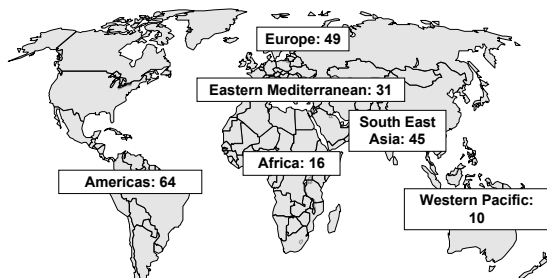 Europe: 49
Eastern Mediterranean: 31
South East
Asia: 45
Africa: 16
Americas: 64
Western Pacific:
10